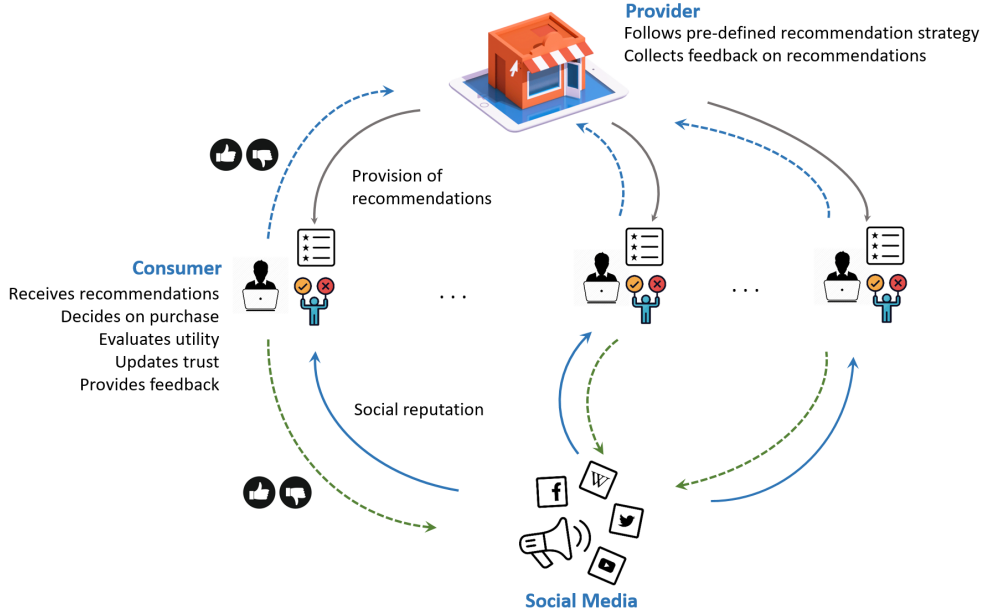 Provider
Follows pre-defined recommendation strategy
Collects feedback on recommendations
Provision of
recommendations
Consumer
Receives recommendations
Decides on purchase
Evaluates utility
Updates trust
Provides feedback
. . .
. . .
Social reputation
f
W
Social Media